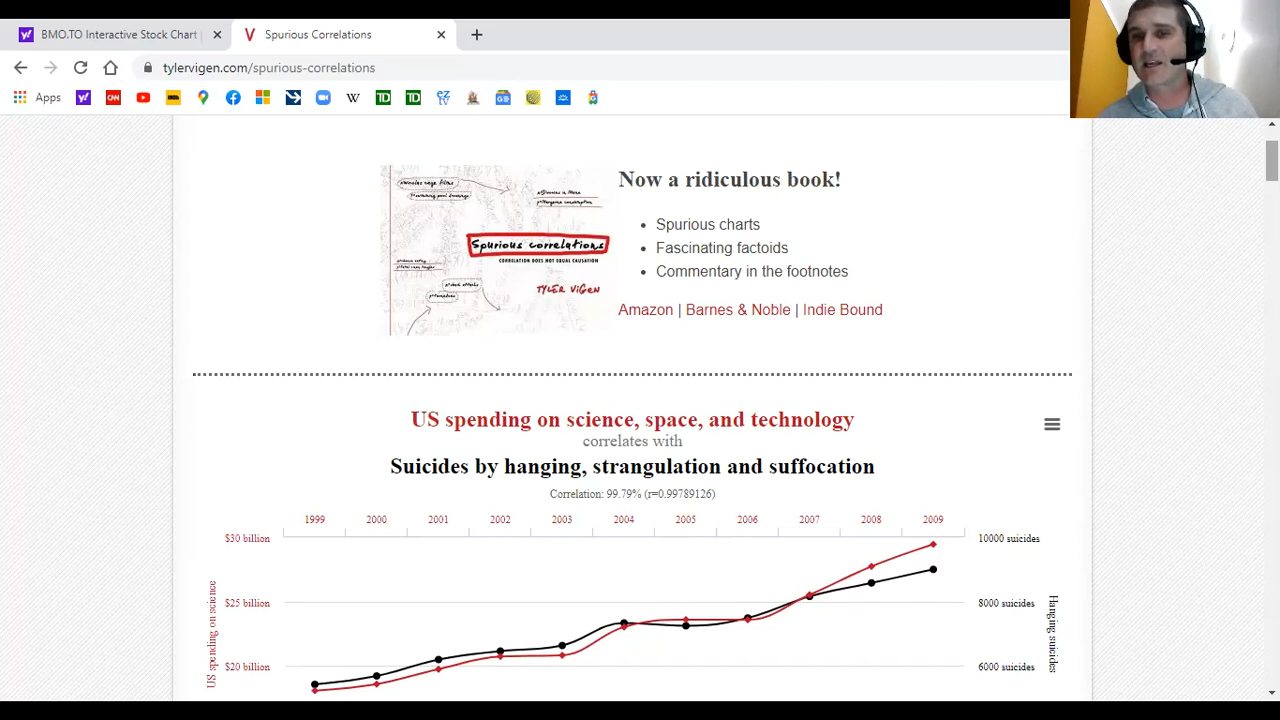 BMO.TO Interactive Stock Chart
Spurious Correlations
tylervigen.com/spurious-correlations
Apps
CNN
W
TD
TD
Spurious correlations
CORRELATION DOES NOT EQUAL CAUSATION
TYLER VIGEN
Now a ridiculous book!
Spurious charts
Fascinating factoids
Commentary in the footnotes
Amazon | Barnes & Noble | Indie Bound
US spending on science, space, and technology
correlates with
Suicides by hanging, strangulation and suffocation
Correlation: 99.79% (r=0.99789126)
1999 2000 2001 2002 2003 2004 2005 2006 2007 2008 2009
$30 billion
10000 suicides
$25 billion
8000 suicides
$20 billion
6000 suicides
US spending on science
Hanging suicides